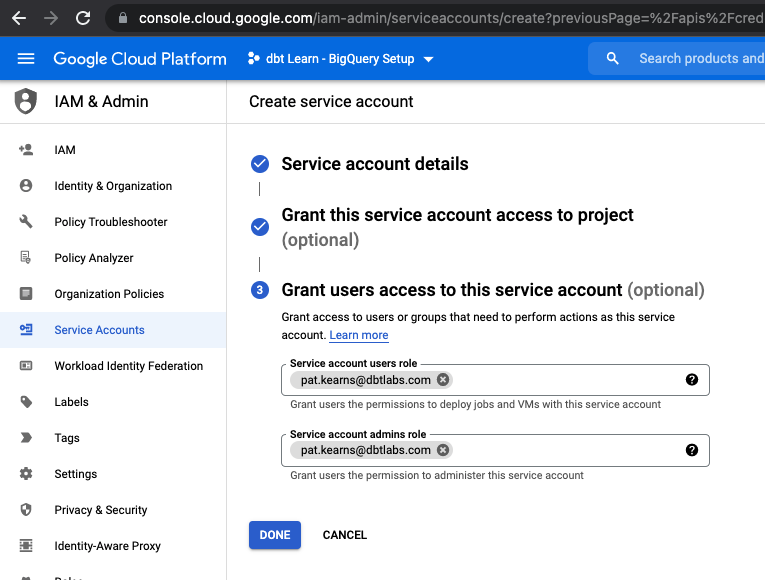 console.cloud.google.com/iam-admin/serviceaccounts/create?previousPage=%2Fapis%2Fcred
Google Cloud Platform
dbt Learn - BigQuery Setup
Search products and
IAM & Admin
Create service account
IAM
Identity & Organization
Policy Troubleshooter
Policy Analyzer
Organization Policies
Service Accounts
Workload Identity Federation
Labels
Tags
Settings
Privacy & Security
Identity-Aware Proxy
Service account details
Grant this service account access to project
(optional)
3 Grant users access to this service account (optional)
Grant access to users or groups that need to perform actions as this service
account. Learn more
Service account users role
pat.kearns@dbtlabs.com
Grant users the permissions to deploy jobs and VMs with this service account
Service account admins role
pat.kearns@dbtlabs.com
Grant users the permission to administer this service account
DONE
CANCEL